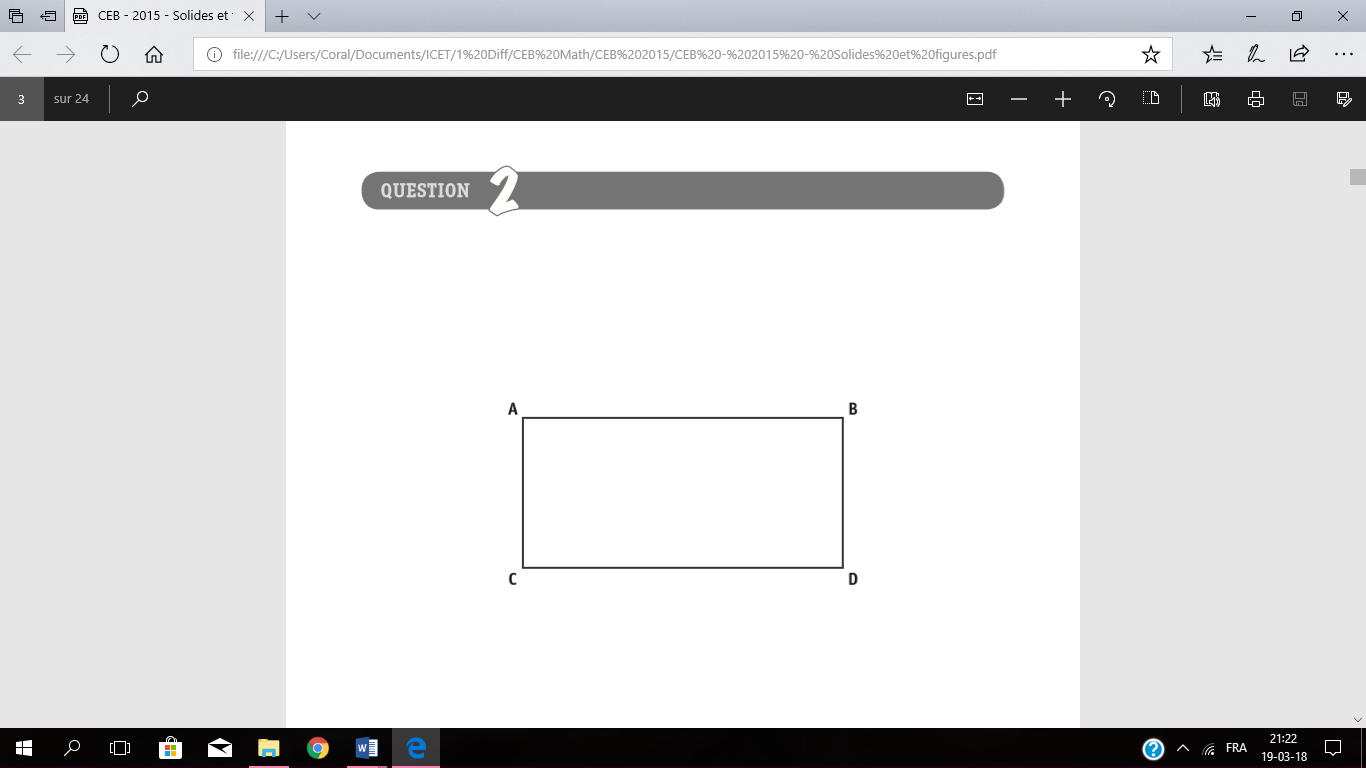 CEB - 2015 - Solides et
file:///C:/Users/Coral/Documents/ICET/1%20Diff/CEB%20Math/CEB%202015/CEB%20-%202015%20-%20Solides%20et%20figures.pdf
3 sur 24
QUESTION 2
A B
C D
FRA 21:22
19-03-18